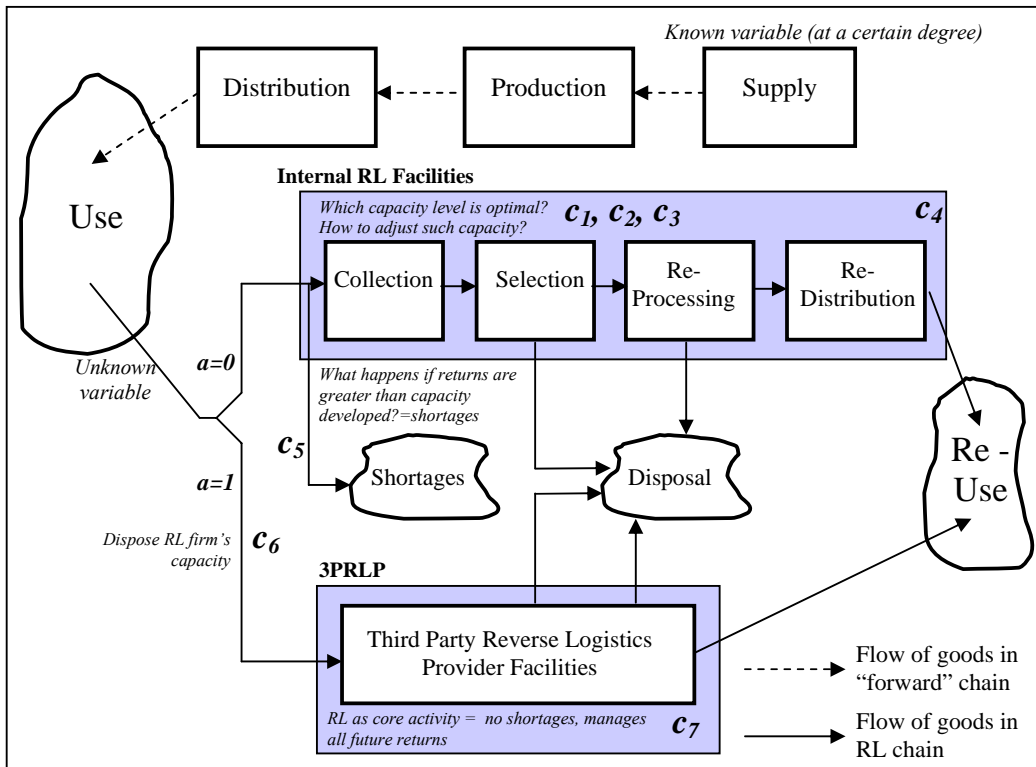 Known variable (at a certain degree)
Distribution
Production
Supply
Use
Internal RL Facilities
Which capacity level is optimal?
How to adjust such capacity?
c1, c2, c3
c4
Collection
Selection
Re-
Processing
Re-
Distribution
Unknown
variable
a=0
What happens if returns are
greater than capacity
developed?=shortages
c5
a=1
Shortages
Disposal
Re -
Use
Dispose RL firm's
capacity
c6
3PRLP
Third Party Reverse Logistics
Provider Facilities
RL as core activity = no shortages, manages
all future returns
c7
Flow of goods in
“forward” chain
Flow of goods in
RL chain